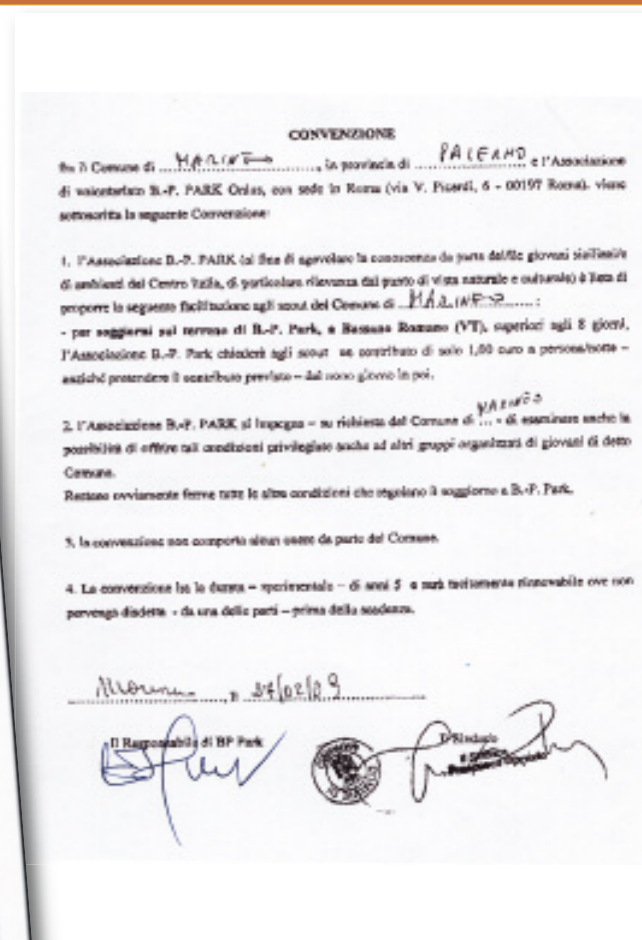 CONVENZIONE
fra il Comune di MARINEO, in provincia di PALERMO e l'Associazione
di volontariato B.-P. PARK Onlus, con sede in Roma (via V. Picardi, 6 - 00197 Roma). viene
sottoscritta la seguente Convenzione:
1. l'Associazione B.-P. PARK (al fine di agevolare la conoscenza da parte dei/lle giovani siciliani/e
di ambienti del Centro Italia, di particolare rilevanza dal punto di vista naturale e culturale) è lieta di
proporre la seguente facilitazione agli scout del Comune di MARINEO :
- per soggiorni sul terreno di B.-P. Park, a Bassano Romano (VT), superiori agli 8 giorni,
l'Associazione B.-P. Park chiederà agli scout un contributo di solo 1,00 euro a persona/notte –
anziché pretendere il contributo previsto – dal nono giorno in poi.
2. l'Associazione B.-P. PARK si impegna – su richiesta del Comune di MARINEO - di esaminare anche la
possibilità di offrire tali condizioni privilegiate anche ad altri gruppi organizzati di giovani di detto
Comune.
Restano ovviamente ferme tutte le altre condizioni che regolano il soggiorno a B.-P. Park.
3. la convenzione non comporta alcun onere da parte del Comune.
4. La convenzione ha la durata – sperimentale – di anni 5 e sarà tacitamente rinnovabile ove non
pervenga disdetta - da una delle parti – prima della scadenza.
27/02/09
Il Responsabile di BP Park
Il Sindaco